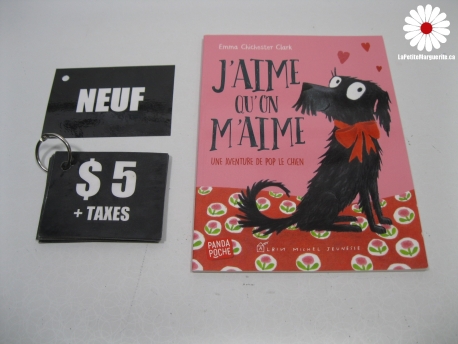 LaPetiteMarguerite.ca
NEUF
$ 5
+ TAXES
Emma Chichester Clark
J'AIME
QU'ON
M'AIME
UNE AVENTURE DE POP LE CHIEN
PANDA
POCHE
ALBIN MICHEL JEUNESSE